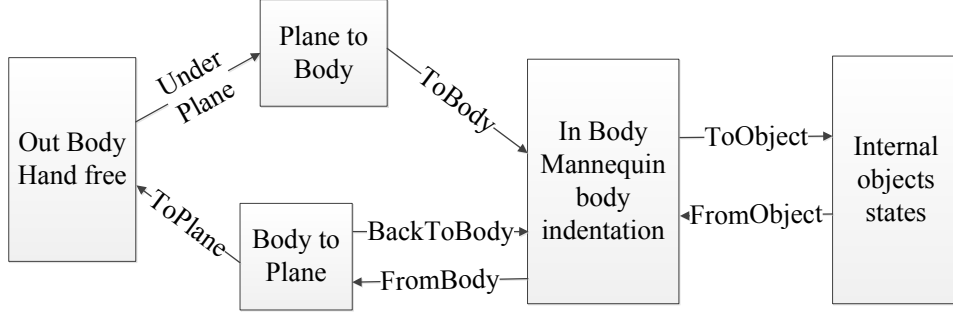 Out Body
Hand free
Under
Plane
Plane to
Body
ToBody
ToPlane
Body to
Plane
BackToBody
FromBody
In Body
Mannequin
body
indentation
ToObject
FromObject
Internal
objects
states